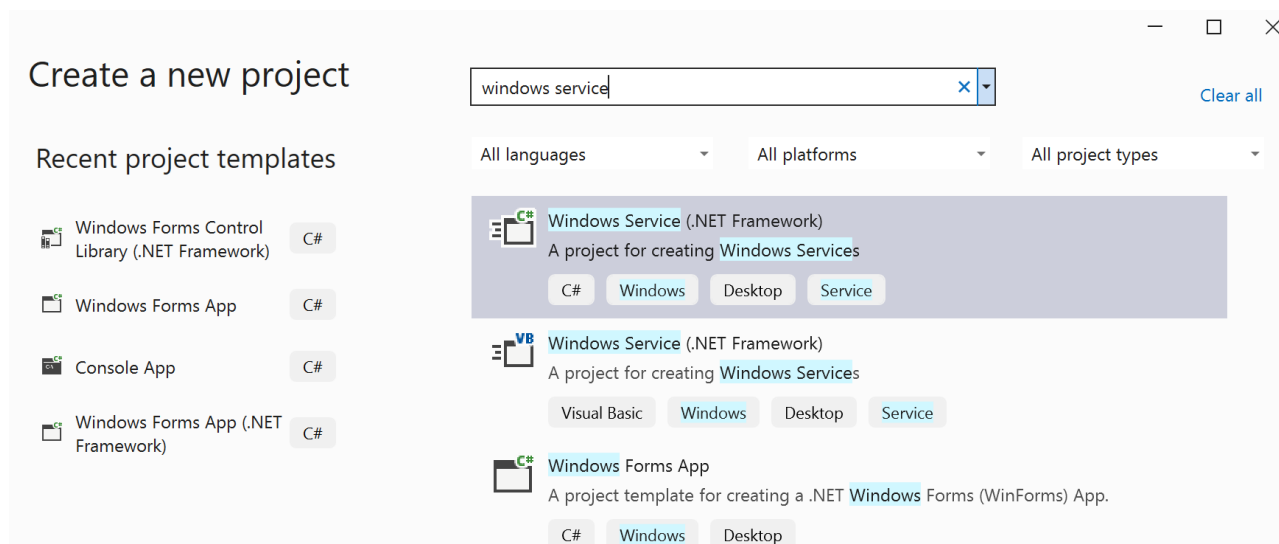 Create a new project
windows service
Clear all
All languages
All platforms
All project types
Recent project templates
Windows Forms Control
Library (.NET Framework)
C#
Windows Forms App
C#
Console App
C#
Windows Forms App (.NET
Framework)
C#
C#
Windows Service (.NET Framework)
A project for creating Windows Services
C#
Windows
Desktop
Service
VB
Windows Service (.NET Framework)
A project for creating Windows Services
Visual Basic
Windows
Desktop
Service
C#
Windows Forms App
A project template for creating a .NET Windows Forms (WinForms) App.
C#
Windows
Desktop